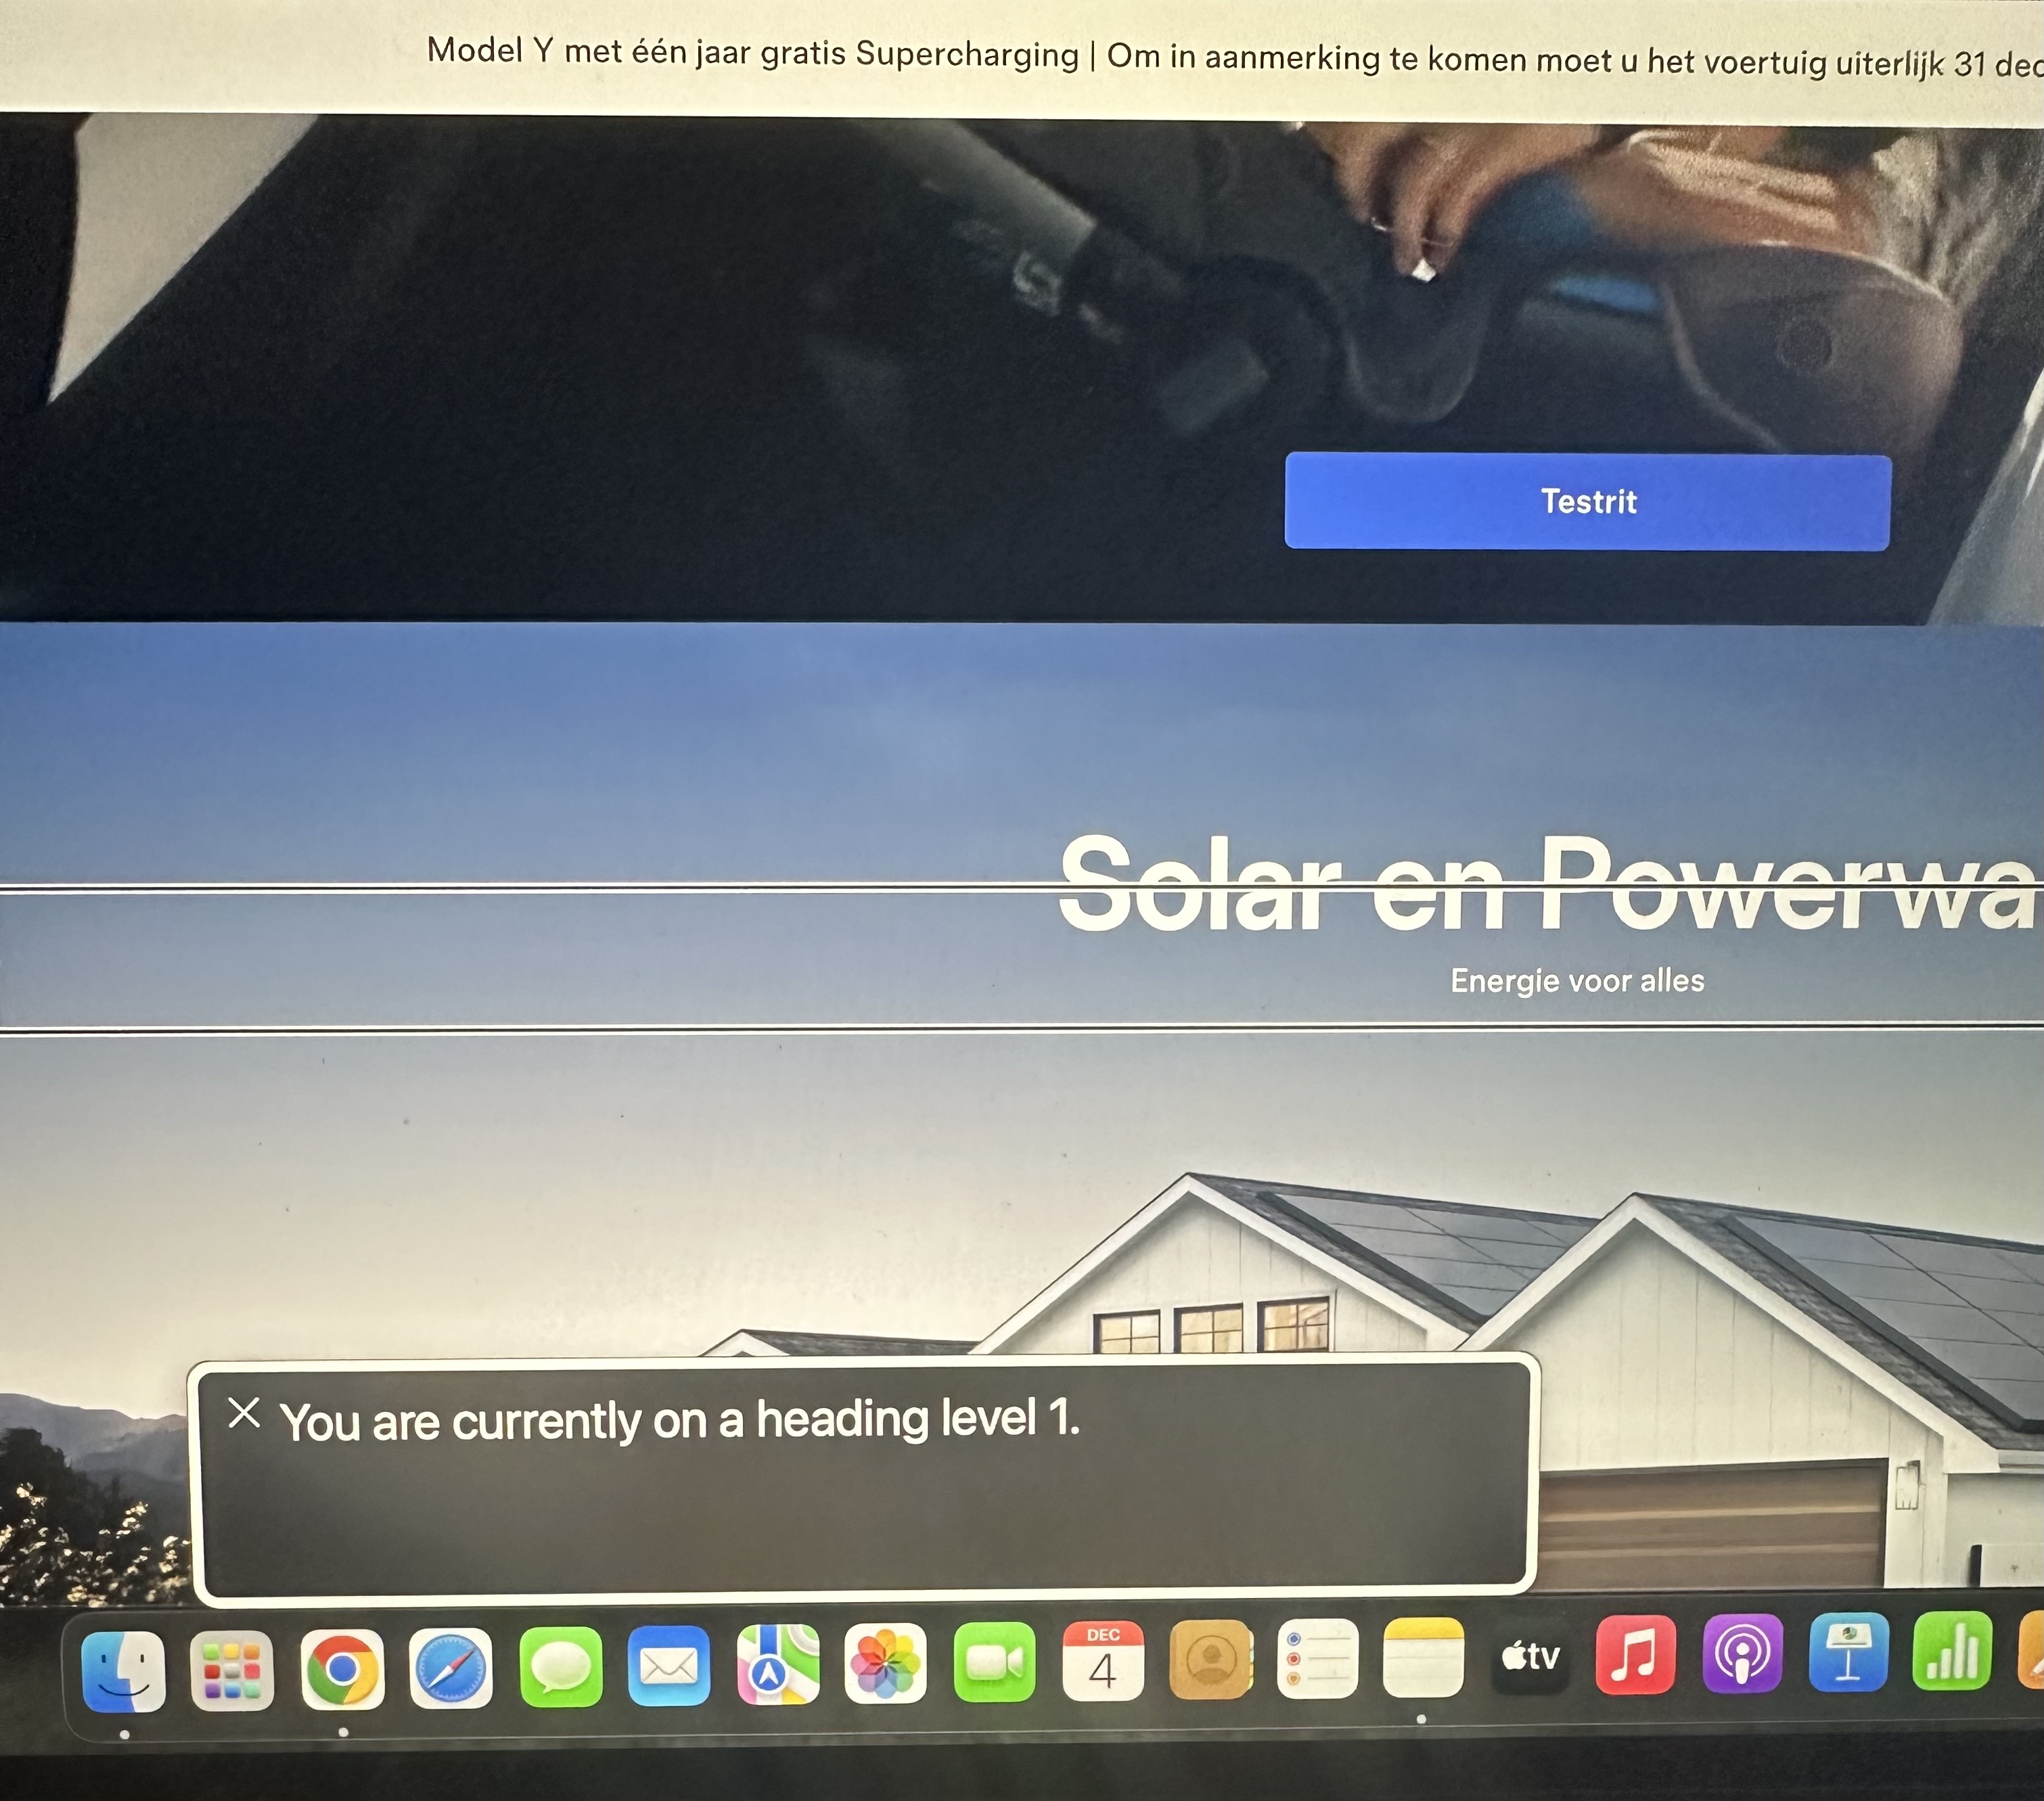 Model Y met één jaar gratis Supercharging | Om in aanmerking te komen moet u het voertuig uiterlijk 31 dec
Testrit
Solar en Powerwa
Energie voor alles
You are currently on a heading level 1.
DEC
4
tv